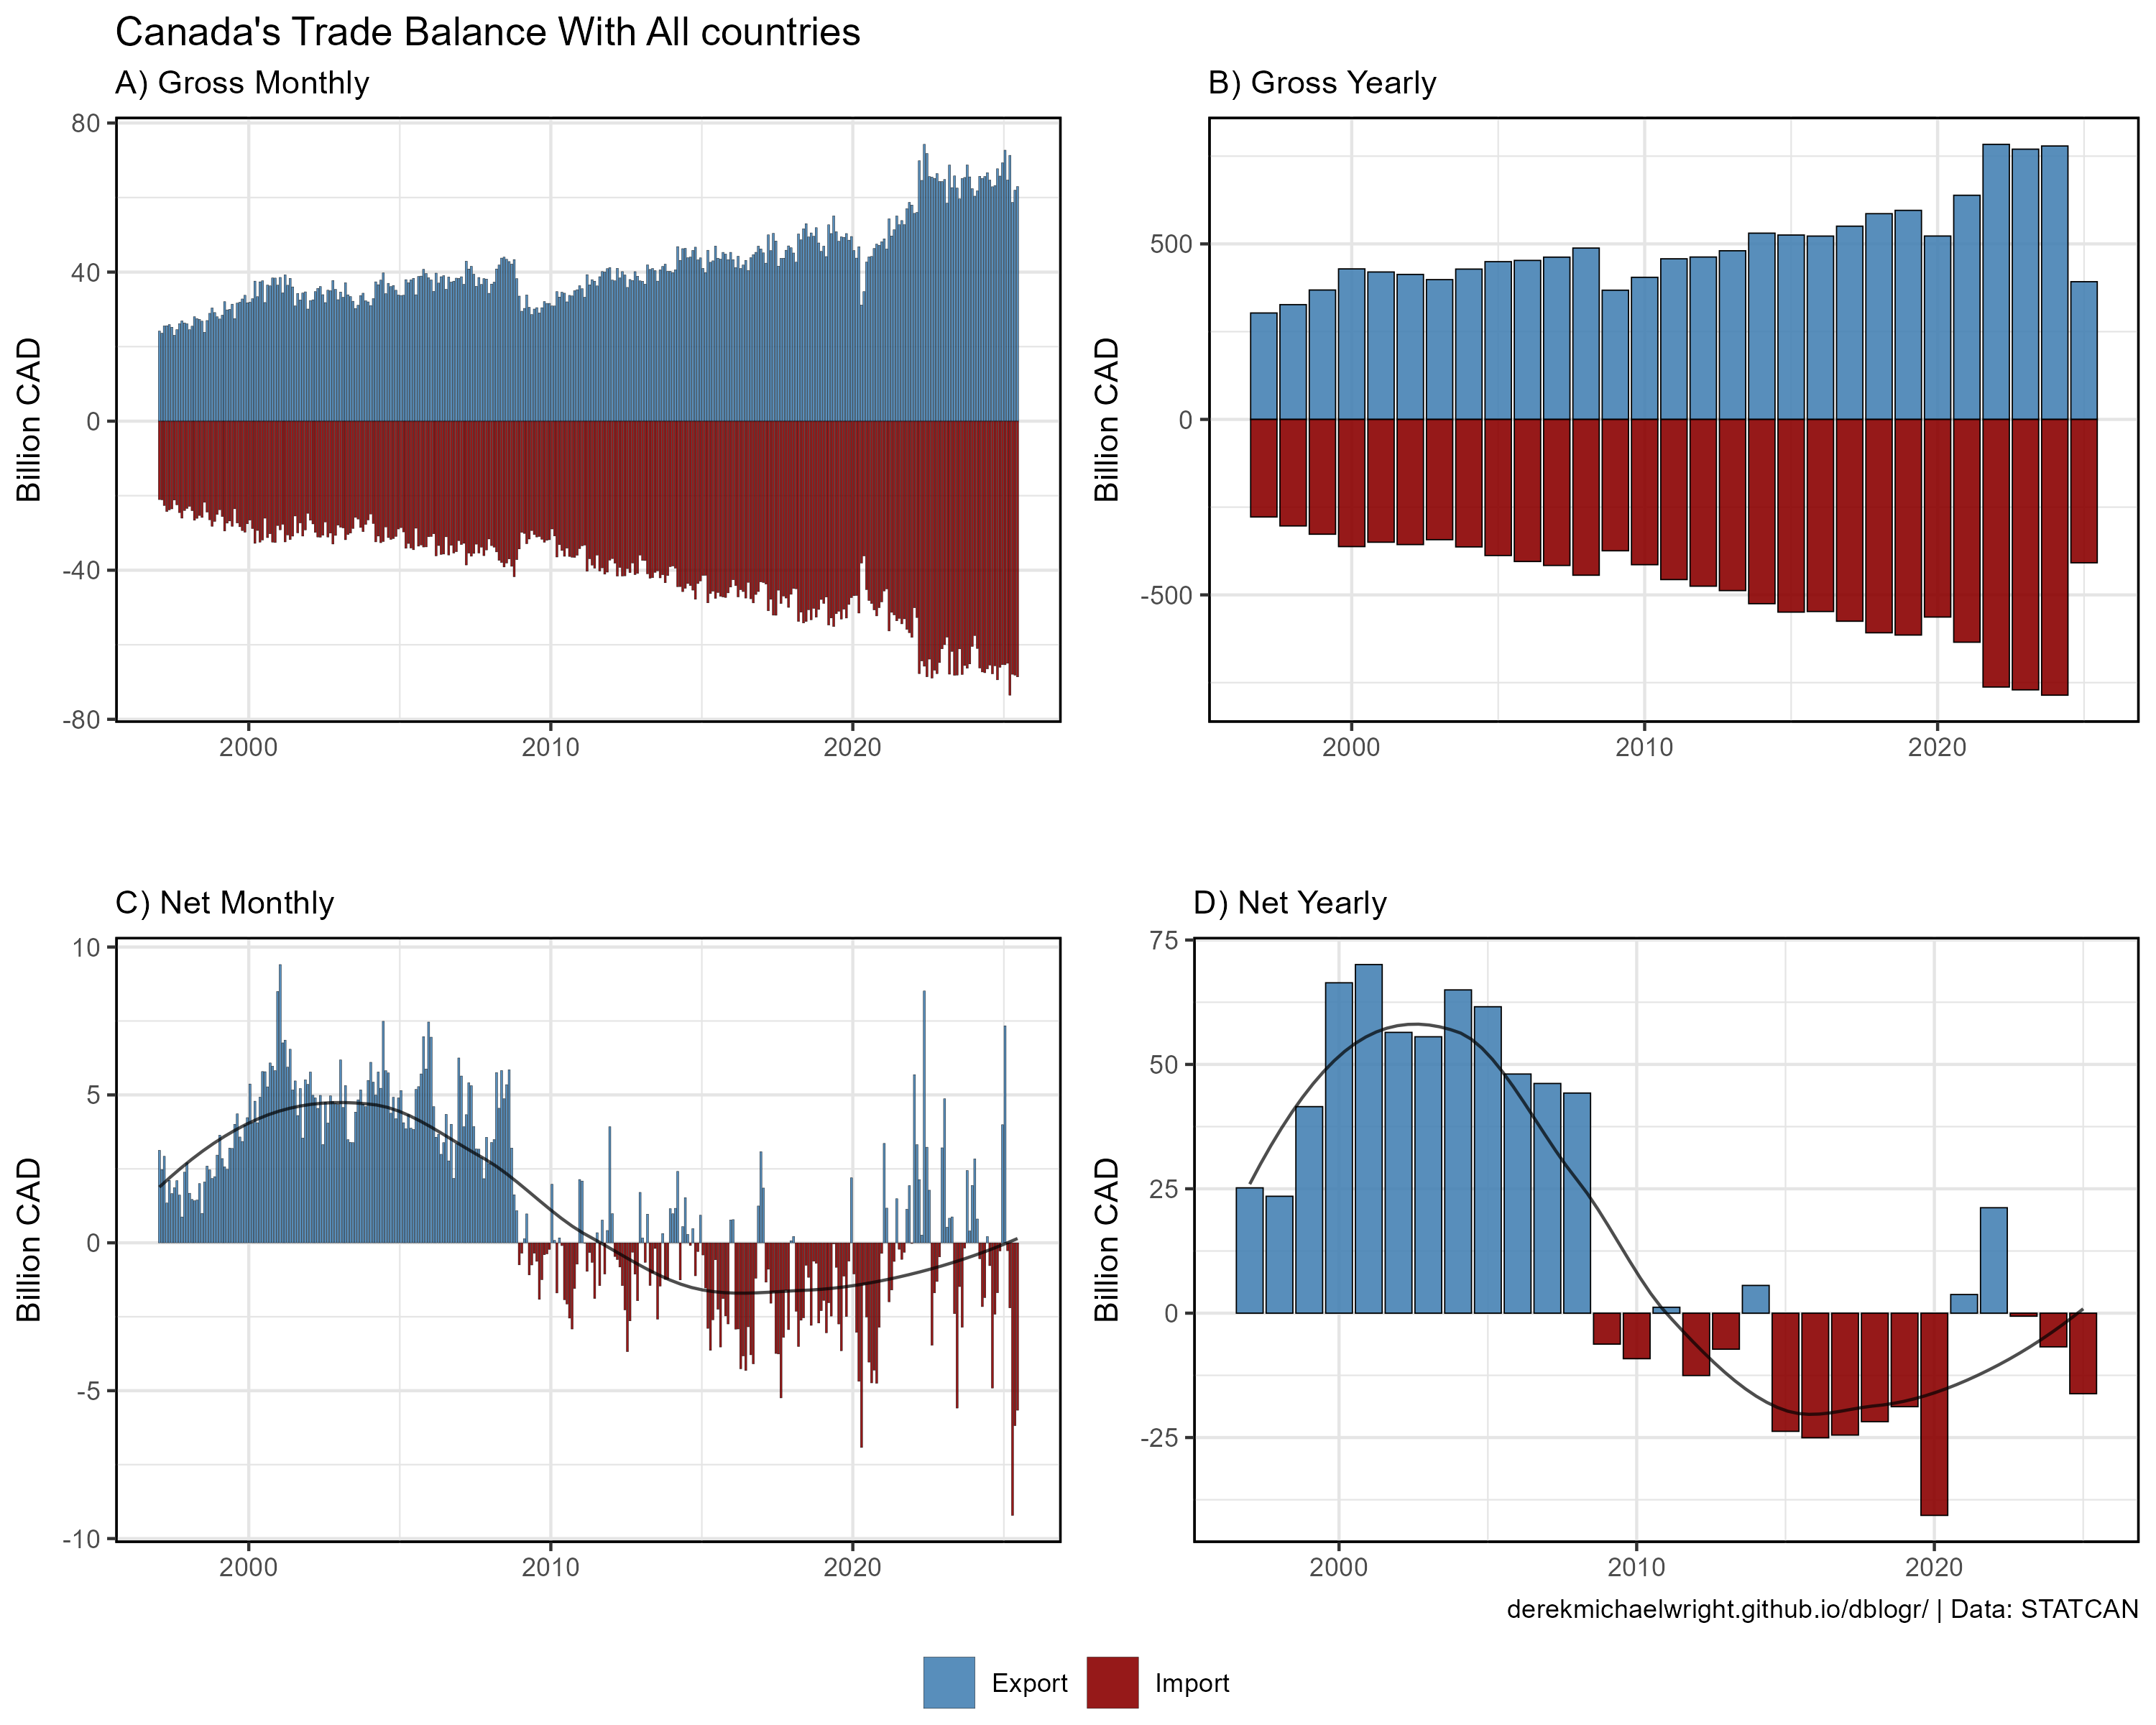 Canada's Trade Balance With All countries
A) Gross Monthly
Billion CAD
80
40
0
-40
-80
2000 2010 2020
B) Gross Yearly
Billion CAD
500
0
-500
2000 2010 2020
C) Net Monthly
Billion CAD
10
5
0
-5
-10
2000 2010 2020
D) Net Yearly
Billion CAD
75
50
25
0
-25
2000 2010 2020
derekmichaelwright.github.io/dblogr/ | Data: STATCAN
Export Import